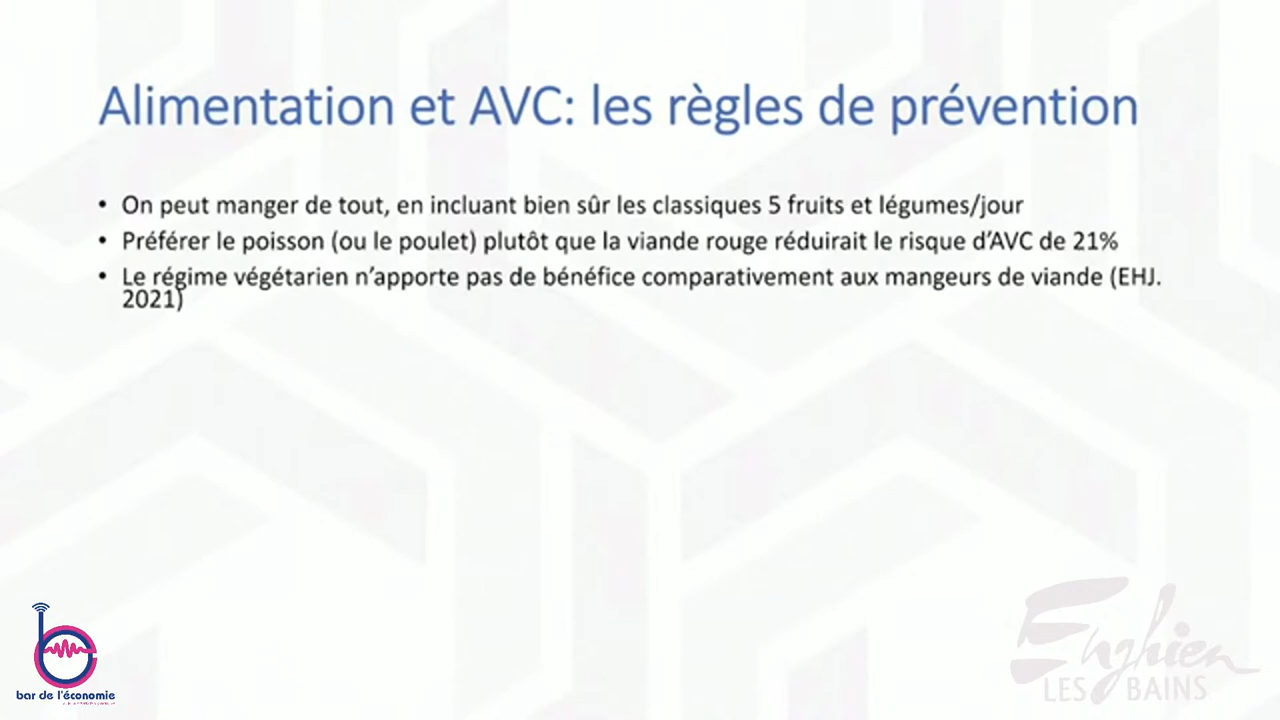 Alimentation et AVC: les règles de prévention
• On peut manger de tout, en incluant bien sûr les classiques 5 fruits et légumes/jour
• Préférer le poisson (ou le poulet) plutôt que la viande rouge réduirait le risque d'AVC de 21%
• Le régime végétarien n'apporte pas de bénéfice comparativement aux mangeurs de viande (EHJ.
2021)
bar de l'économie
Enghien
LES BAINS